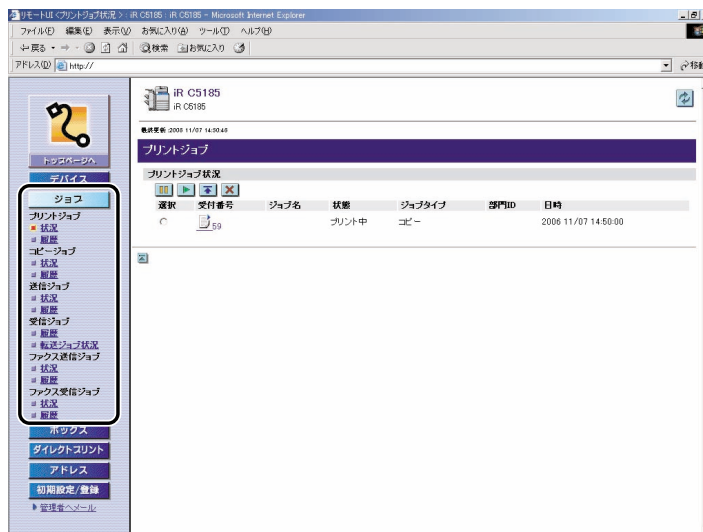 リモートUI <プリントジョブ状況> : iR C5185 : iR C5185 - Microsoft Internet Explorer
ファイル(F) 編集(E) 表示(V) お気に入り(A) ツール(T) ヘルプ(H)
戻る 検索 お気に入り
アドレス(D) http:// 移動
iR C5185
iR C5185
最終更新 :2006 11/07 14:50:40
トップページへ
デバイス
ジョブ
プリントジョブ
状況
履歴
コピージョブ
状況
履歴
送信ジョブ
状況
履歴
受信ジョブ
履歴
転送ジョブ状況
ファクス送信ジョブ
状況
履歴
ファクス受信ジョブ
状況
履歴
ボックス
ダイレクトプリント
アドレス
初期設定/登録
管理者へメール
プリントジョブ
プリントジョブ状況
選択 受付番号 ジョブ名 状態 ジョブタイプ 部門ID 日時
59 プリント中 コピー 2006 11/07 14:50:00